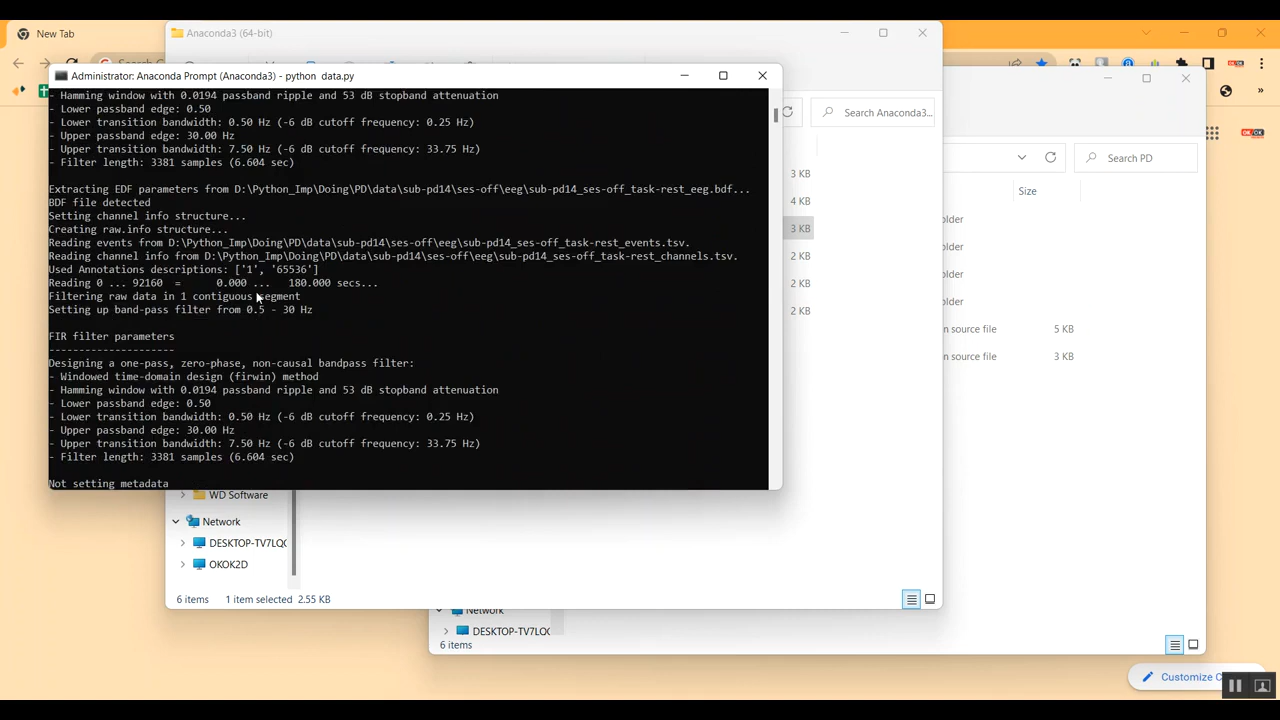 New Tab
Anaconda3 (64-bit)
Administrator: Anaconda Prompt (Anaconda3) - python data.py
- Hamming window with 0.0194 passband ripple and 53 dB stopband attenuation
- Lower passband edge: 0.50
- Lower transition bandwidth: 0.50 Hz (-6 dB cutoff frequency: 0.25 Hz)
- Upper passband edge: 30.00 Hz
- Upper transition bandwidth: 7.50 Hz (-6 dB cutoff frequency: 33.75 Hz)
- Filter length: 3381 samples (6.604 sec)
Extracting EDF parameters from D:\Python_Imp\Doing\PD\data\sub-pd14\ses-off\eeg\sub-pd14_ses-off_task-rest_eeg.bdf...
BDF file detected
Setting channel info structure...
Creating raw.info structure...
Reading events from D:\Python_Imp\Doing\PD\data\sub-pd14\ses-off\eeg\sub-pd14_ses-off_task-rest_events.tsv.
Reading channel info from D:\Python_Imp\Doing\PD\data\sub-pd14\ses-off\eeg\sub-pd14_ses-off_task-rest_channels.tsv.
Used Annotations descriptions: ['1', '65536']
Reading 0 ... 92160  =      0.000 ...   180.000 secs...
Filtering raw data in 1 contiguous segment
Setting up band-pass filter from 0.5 - 30 Hz
FIR filter parameters
---------------------
Designing a one-pass, zero-phase, non-causal bandpass filter:
- Windowed time-domain design (firwin) method
- Hamming window with 0.0194 passband ripple and 53 dB stopband attenuation
- Lower passband edge: 0.50
- Lower transition bandwidth: 0.50 Hz (-6 dB cutoff frequency: 0.25 Hz)
- Upper passband edge: 30.00 Hz
- Upper transition bandwidth: 7.50 Hz (-6 dB cutoff frequency: 33.75 Hz)
- Filter length: 3381 samples (6.604 sec)
Not setting metadata
Search Anaconda3...
3 KB
4 KB
3 KB
2 KB
2 KB
2 KB
WD Software
Network
DESKTOP-TV7LQ
OKOK2D
6 items 1 item selected 2.55 KB
Search PD
Size
older
older
older
older
n source file 5 KB
n source file 3 KB
Network
DESKTOP-TV7LQ
6 items
Customize C